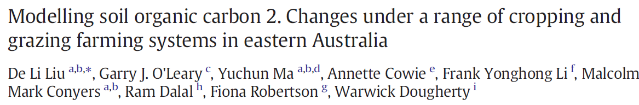 Modelling soil organic carbon 2. Changes under a range of cropping and
grazing farming systems in eastern Australia
De Li Liu a,b,*, Garry J. O'Leary c, Yuchun Ma a,b,d, Annette Cowie e, Frank Yonghong Li f, Malcolm
Mark Conyers a,b, Ram Dalal h, Fiona Robertson g, Warwick Dougherty i